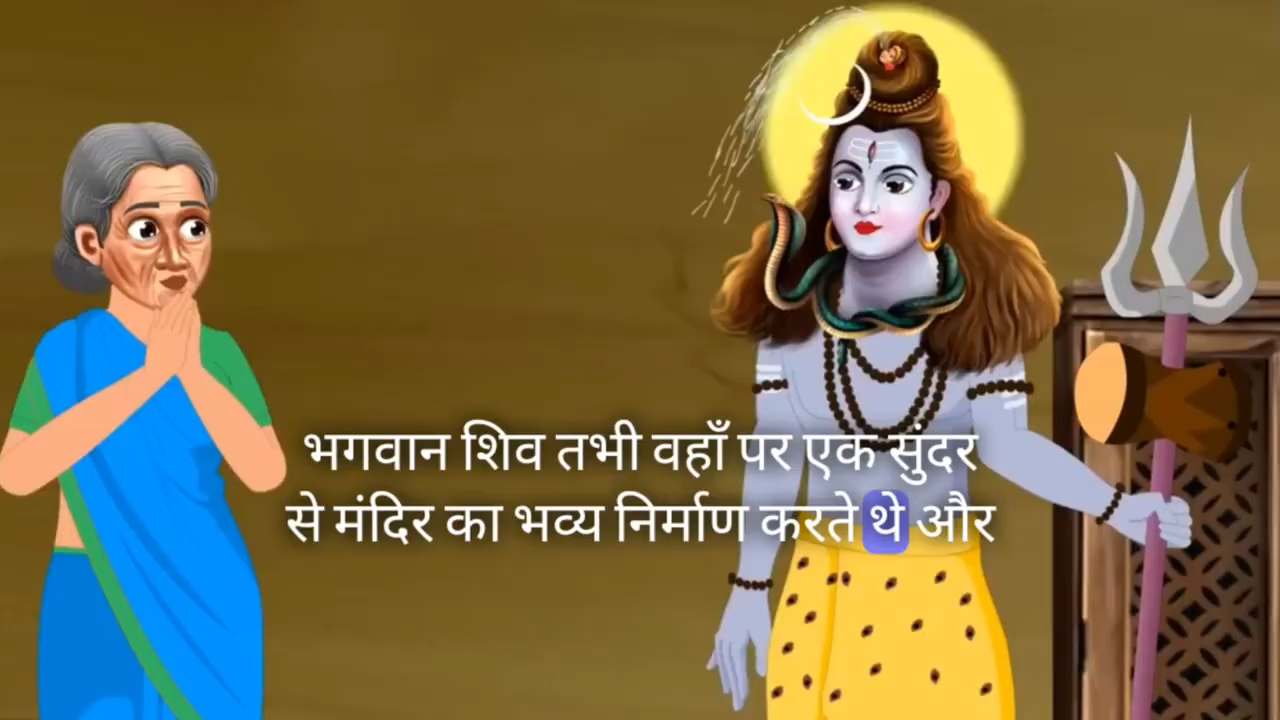 भगवान शिव तभी वहाँ पर एक सुंदर
से मंदिर का भव्य निर्माण करते थे और